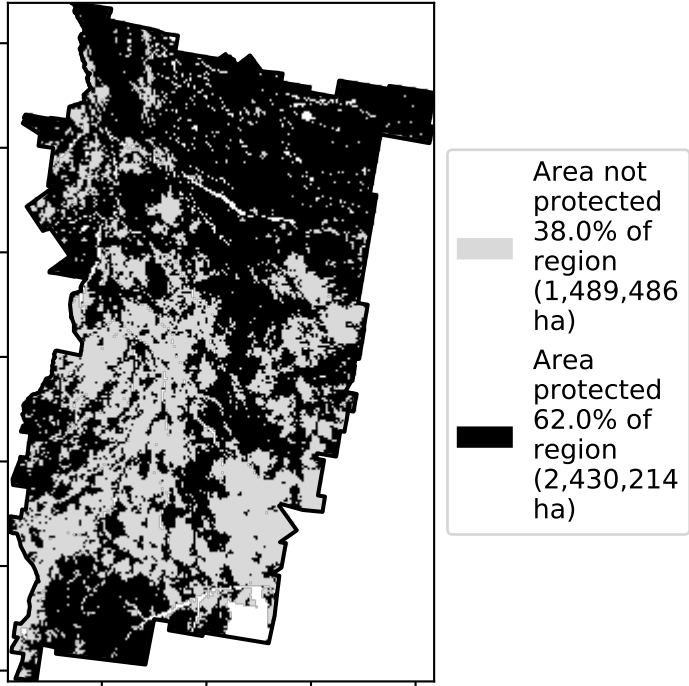 Area not
protected
38.0% of
region
(1,489,486
ha)
Area
protected
62.0% of
region
(2,430,214
ha)